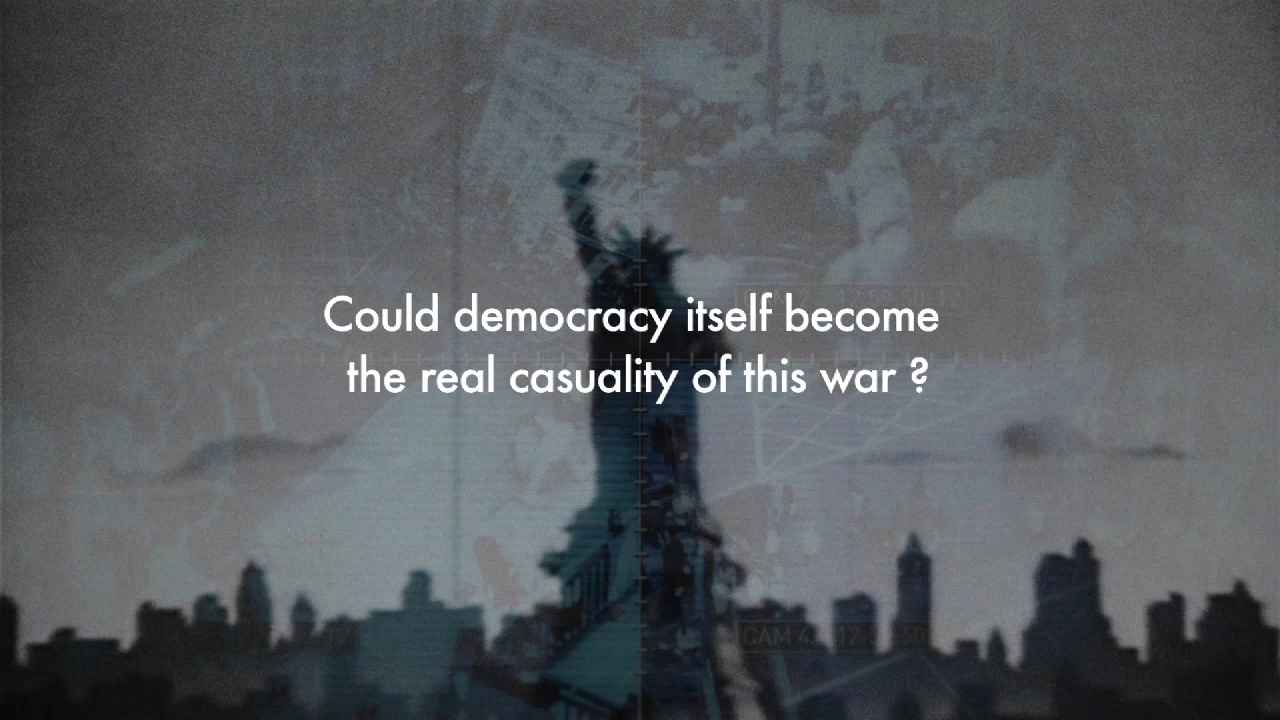 Could democracy itself become
the real casuality of this war ?